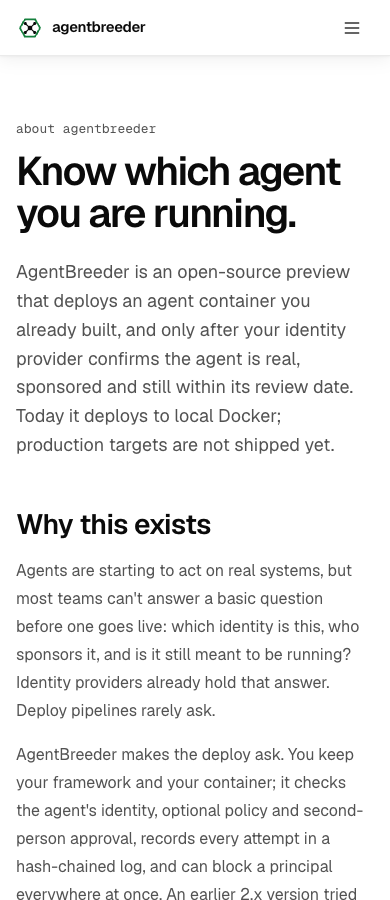 agentbreeder
about agentbreeder
Know which agent
you are running.
AgentBreeder is an open-source preview
that deploys an agent container you
already built, and only after your identity
provider confirms the agent is real,
sponsored and still within its review date.
Today it deploys to local Docker;
production targets are not shipped yet.
Why this exists
Agents are starting to act on real systems, but
most teams can't answer a basic question
before one goes live: which identity is this, who
sponsors it, and is it still meant to be running?
Identity providers already hold that answer.
Deploy pipelines rarely ask.
AgentBreeder makes the deploy ask. You keep
your framework and your container; it checks
the agent's identity, optional policy and second-
person approval, records every attempt in a
hash-chained log, and can block a principal
everywhere at once. An earlier 2.x version tried